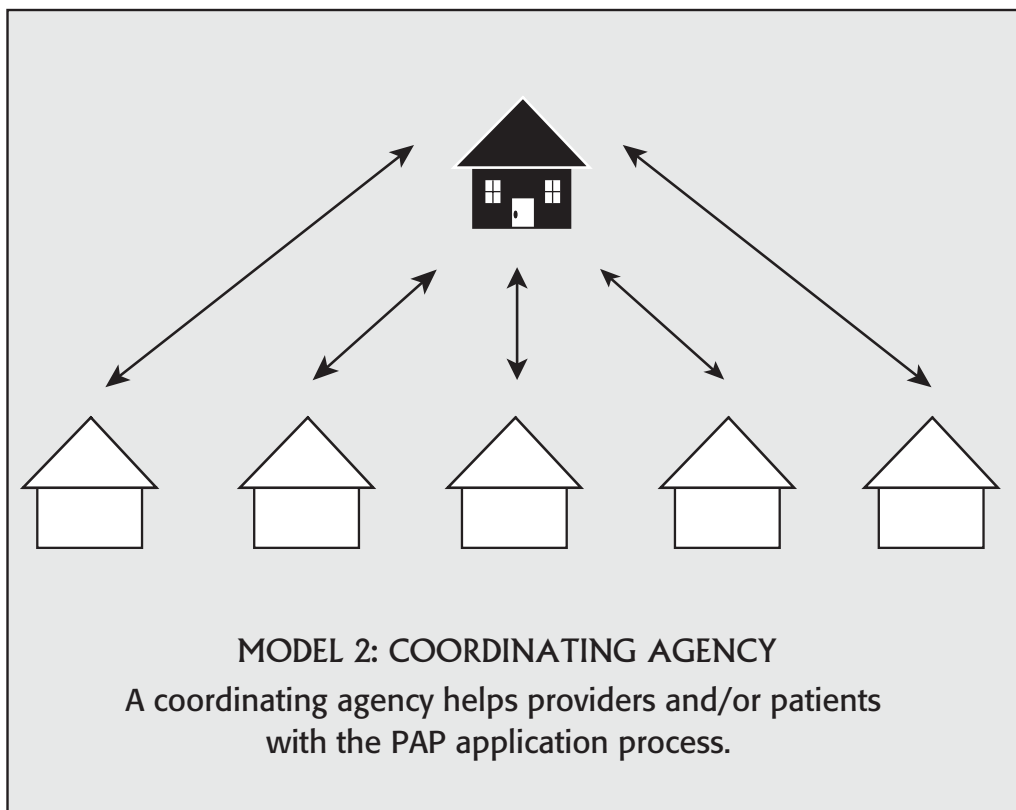 MODEL 2: COORDINATING AGENCY
A coordinating agency helps providers and/or patients
with the PAP application process.